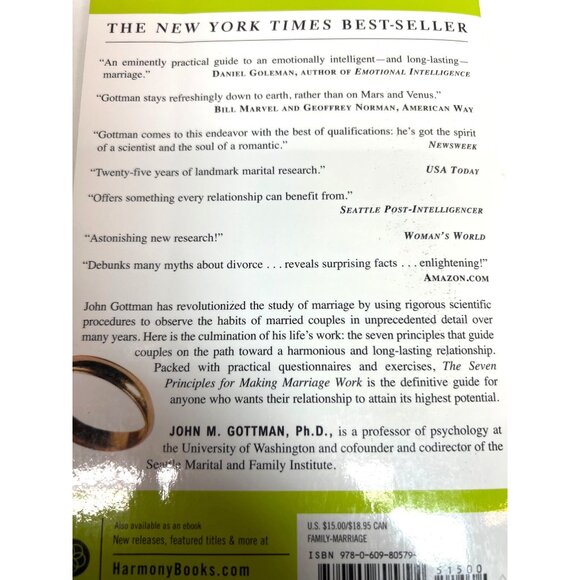 THE NEW YORK TIMES BEST-SELLER
“An eminently practical guide to an emotionally intelligent—and long-lasting—
marriage.” DANIEL GOLEMAN, AUTHOR OF EMOTIONAL INTELLIGENCE
“Gottman stays refreshingly down to earth, rather than on Mars and Venus.”
BILL MARVEL AND GEOFFREY NORMAN, AMERICAN WAY
“Gottman comes to this endeavor with the best of qualifications: he’s got the spirit
of a scientist and the soul of a romantic.” NEWSWEEK
“Twenty-five years of landmark marital research.” USA TODAY
“Offers something every relationship can benefit from.”
SEATTLE POST-INTELLIGENCER
“Astonishing new research!” WOMAN’S WORLD
“Debunks many myths about divorce . . . reveals surprising facts . . . enlightening!”
AMAZON.COM
John Gottman has revolutionized the study of marriage by using rigorous scientific
procedures to observe the habits of married couples in unprecedented detail over
many years. Here is the culmination of his life’s work: the seven principles that guide
couples on the path toward a harmonious and long-lasting relationship.
Packed with practical questionnaires and exercises, The Seven
Principles for Making Marriage Work is the definitive guide for
anyone who wants their relationship to attain its highest potential.
JOHN M. GOTTMAN, Ph.D., is a professor of psychology at
the University of Washington and cofounder and codirector of the
Seattle Marital and Family Institute.
Also available as an ebook
New releases, featured titles & more at
HarmonyBooks.com
U.S. $15.00/$18.95 CAN
FAMILY-MARRIAGE
ISBN 978-0-609-80579-
51500